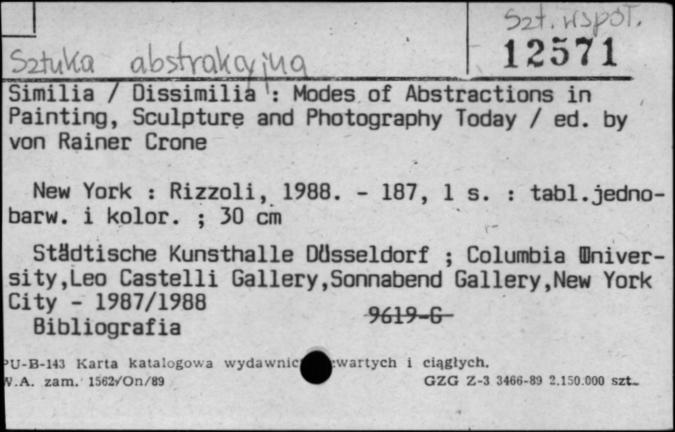 Szt. współ.
Sztuka abstrakcyjna
12571
Similia / Dissimilia : Modes of Abstractions in
Painting, Sculpture and Photography Today / ed. by
von Rainer Crone
New York : Rizzoli, 1988. - 187, 1 s. : tabl.jedno-
barw. i kolor. ; 30 cm
Städtische Kunsthalle Düsseldorf ; Columbia Univer-
sity,Leo Castelli Gallery,Sonnabend Gallery,New York
City - 1987/1988
9619-G
Bibliografia
PU-B-143 Karta katalogowa wydawnic wartych i ciągłych.
W.A. zam. 1562/On/89 GZG Z-3 3466-89 2.150.000 szt.